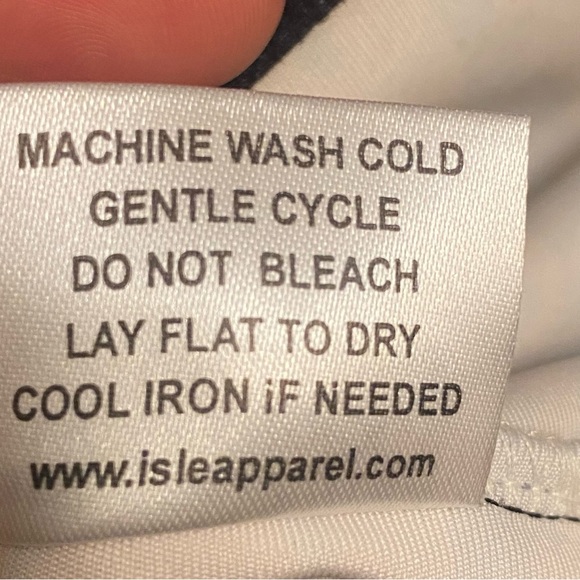 MACHINE WASH COLD
GENTLE CYCLE
DO NOT BLEACH
LAY FLAT TO DRY
COOL IRON iF NEEDED
www.isleapparel.com